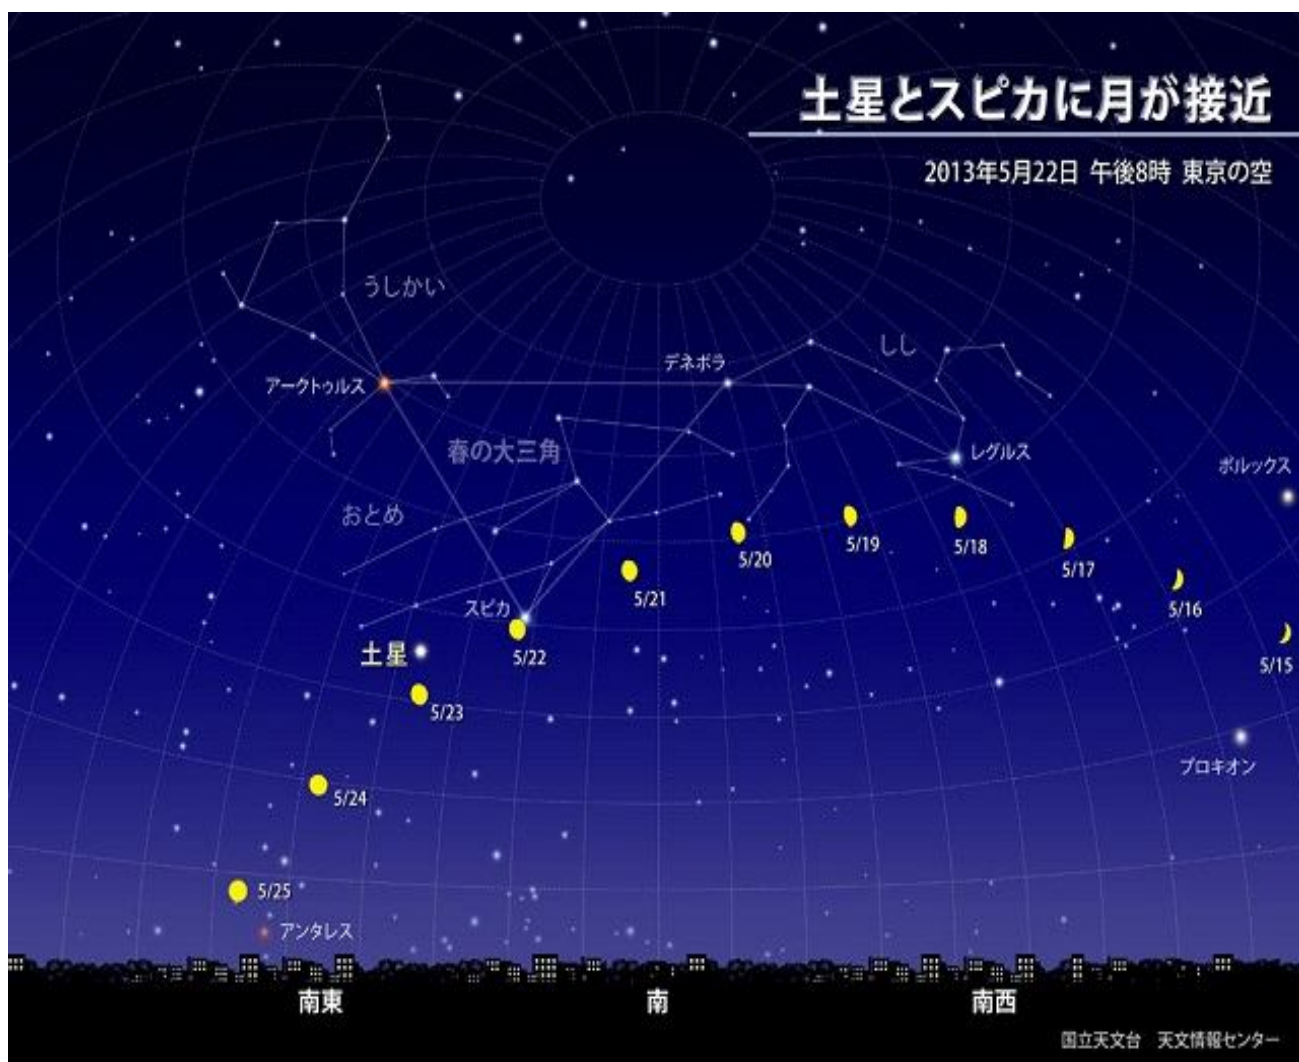 土星とスピカに月が接近
2013年5月22日 午後8時 東京の空
うしかい
デネボラ
しし
アークトゥルス
春の大三角
レグルス
ポルックス
おとめ
5/20
5/19
5/18
5/17
5/21
5/16
スピカ
土星
5/22
5/15
5/23
プロキオン
5/24
5/25
アンタレス
南東
南
南西
国立天文台 天文情報センター